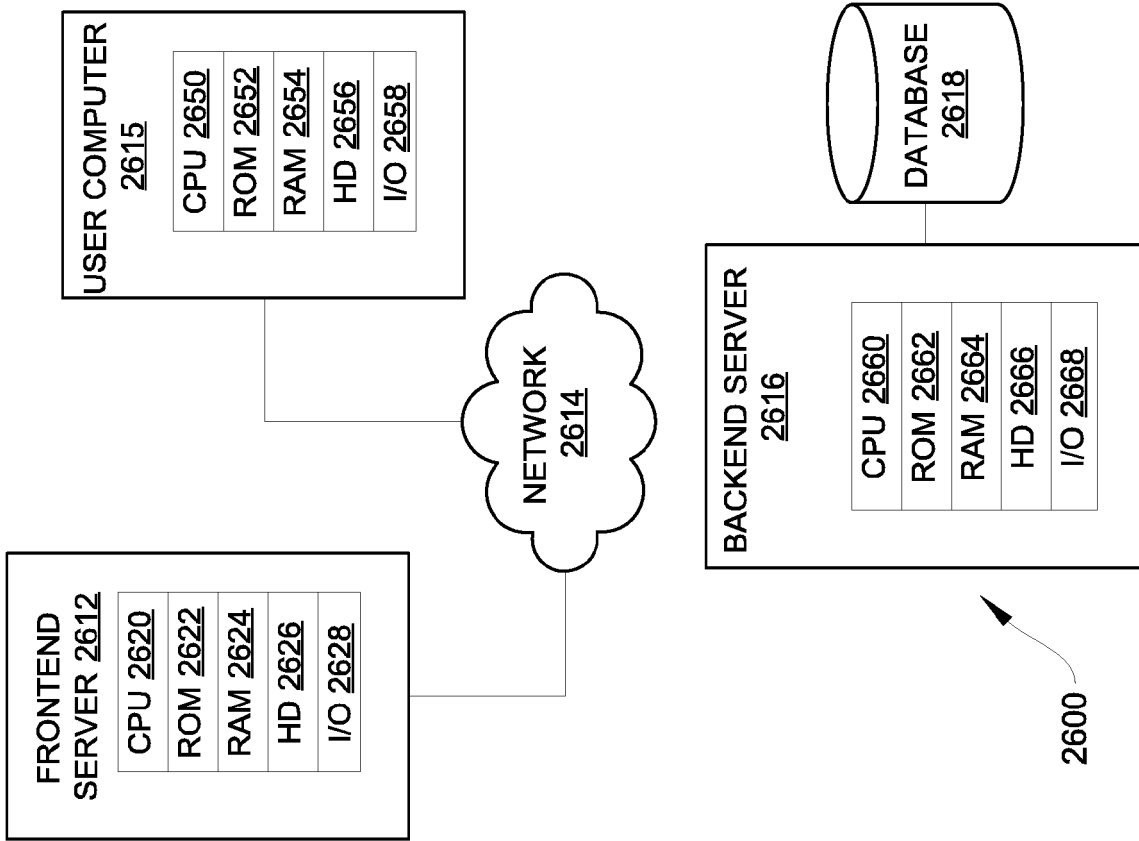 FRONTEND
SERVER 2612
CPU 2620
ROM 2622
RAM 2624
HD 2626
I/O 2628
USER COMPUTER
2615
CPU 2650
ROM 2652
RAM 2654
HD 2656
I/O 2658
NETWORK
2614
BACKEND SERVER
2616
CPU 2660
ROM 2662
RAM 2664
HD 2666
I/O 2668
DATABASE
2618
2600